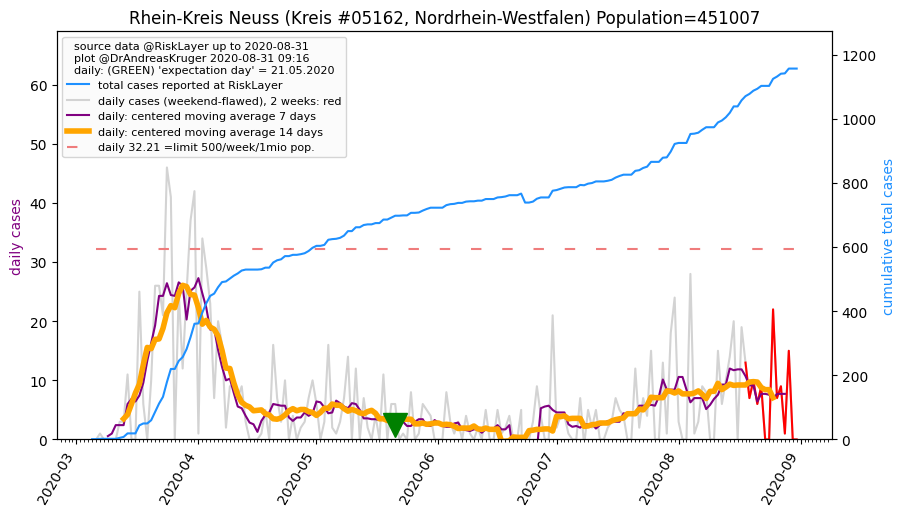 Rhein-Kreis Neuss (Kreis #05162, Nordrhein-Westfalen) Population=451007
source data @RiskLayer up to 2020-08-31
plot @DrAndreasKruger 2020-08-31 09:16
daily: (GREEN) 'expectation day' = 21.05.2020
total cases reported at RiskLayer
daily cases (weekend-flawed), 2 weeks: red
daily: centered moving average 7 days
daily: centered moving average 14 days
daily 32.21 =limit 500/week/1mio pop.
daily cases
60
50
40
30
20
10
0
cumulative total cases
1200
1000
800
600
400
200
0
2020-03
2020-04
2020-05
2020-06
2020-07
2020-08
2020-09